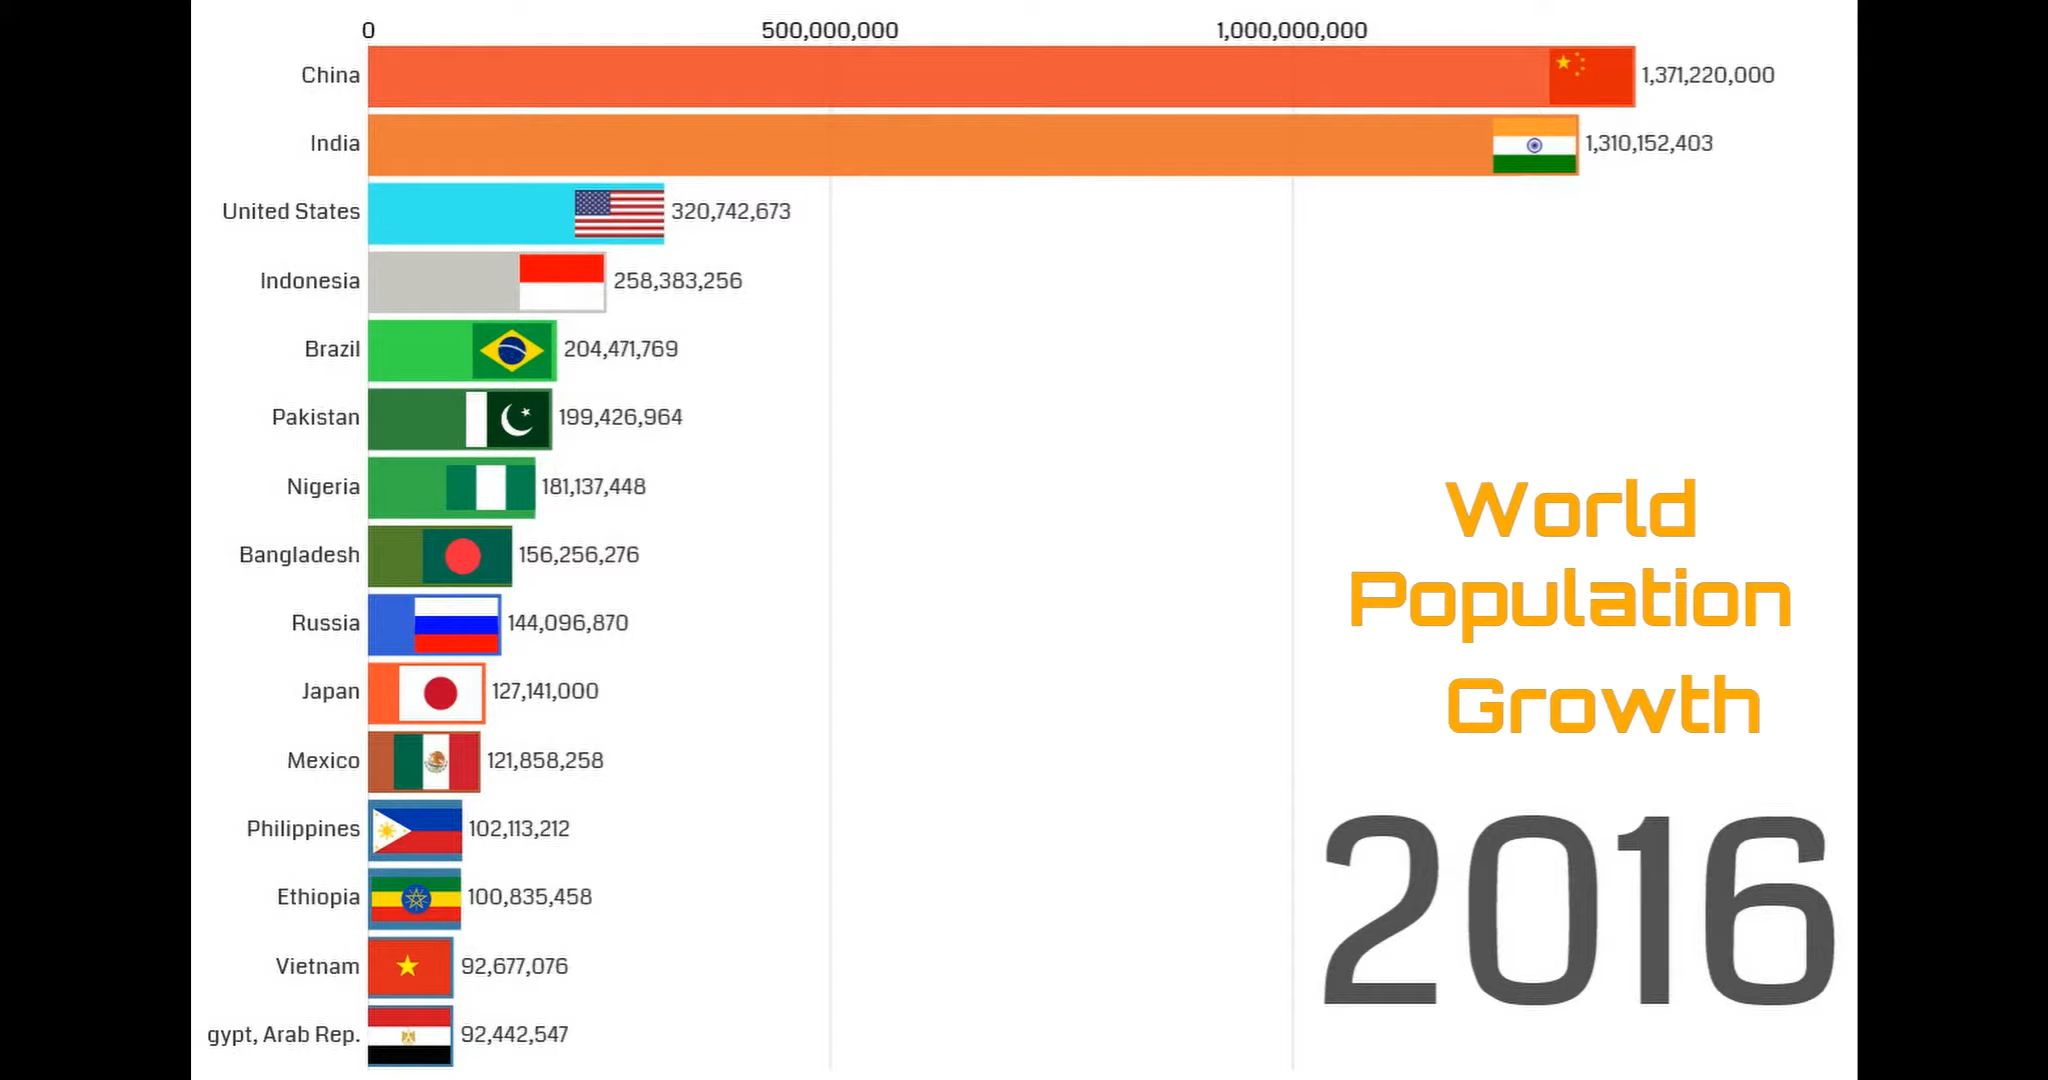 0 500,000,000 1,000,000,000
China 1,371,220,000
India 1,310,152,403
United States 320,742,673
Indonesia 258,383,256
Brazil 204,471,769
Pakistan 199,426,964
Nigeria 181,137,448
Bangladesh 156,256,276
Russia 144,096,870
Japan 127,141,000
Mexico 121,858,258
Philippines 102,113,212
Ethiopia 100,835,458
Vietnam 92,677,076
gypt, Arab Rep. 92,442,547
World
Population
Growth
2016